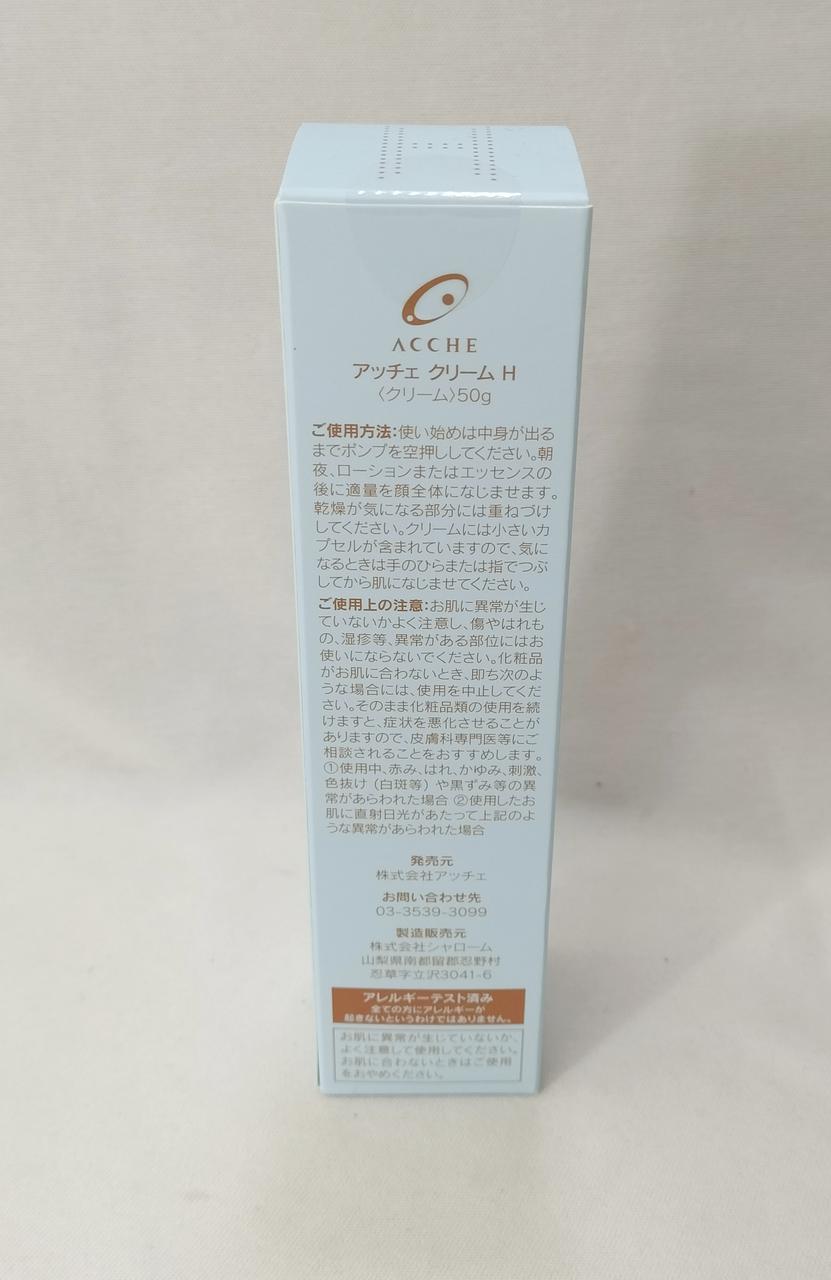 ACCHE
アッチェ クリーム H
〈クリーム〉50g
ご使用方法:使い始めは中身が出る
までポンプを空押ししてください。朝
夜、ローションまたはエッセンスの
後に適量を顔全体になじませます。
乾燥が気になる部分には重ねづけ
してください。クリームには小さいカ
プセルが含まれていますので、気に
なるときは手のひらまたは指でつぶ
してから肌になじませてください。
ご使用上の注意:お肌に異常が生じ
ていないかよく注意し、傷やはれも
の、湿疹等、異常がある部位にはお
使いにならないでください。化粧品
がお肌に合わないとき、即ち次のよ
うな場合には、使用を中止してくだ
さい。そのまま化粧品類の使用を続
けますと、症状を悪化させることが
ありますので、皮膚科専門医等にご
相談されることをおすすめします。
①使用中、赤み、はれ、かゆみ、刺激、
色抜け(白斑等)や黒ずみ等の異
常があらわれた場合 ②使用したお
肌に直射日光があたって上記のよ
うな異常があらわれた場合
発売元
株式会社アッチェ
お問い合わせ先
03-3539-3099
製造販売元
株式会社シャローム
山梨県南都留郡忍野村
忍草字立沢3041-6
アレルギーテスト済み
全ての方にアレルギーが
起きないというわけではありません。
お肌に異常が生じていないか、
よく注意して使用してください。
お肌に合わないときはご使用
をおやめください。